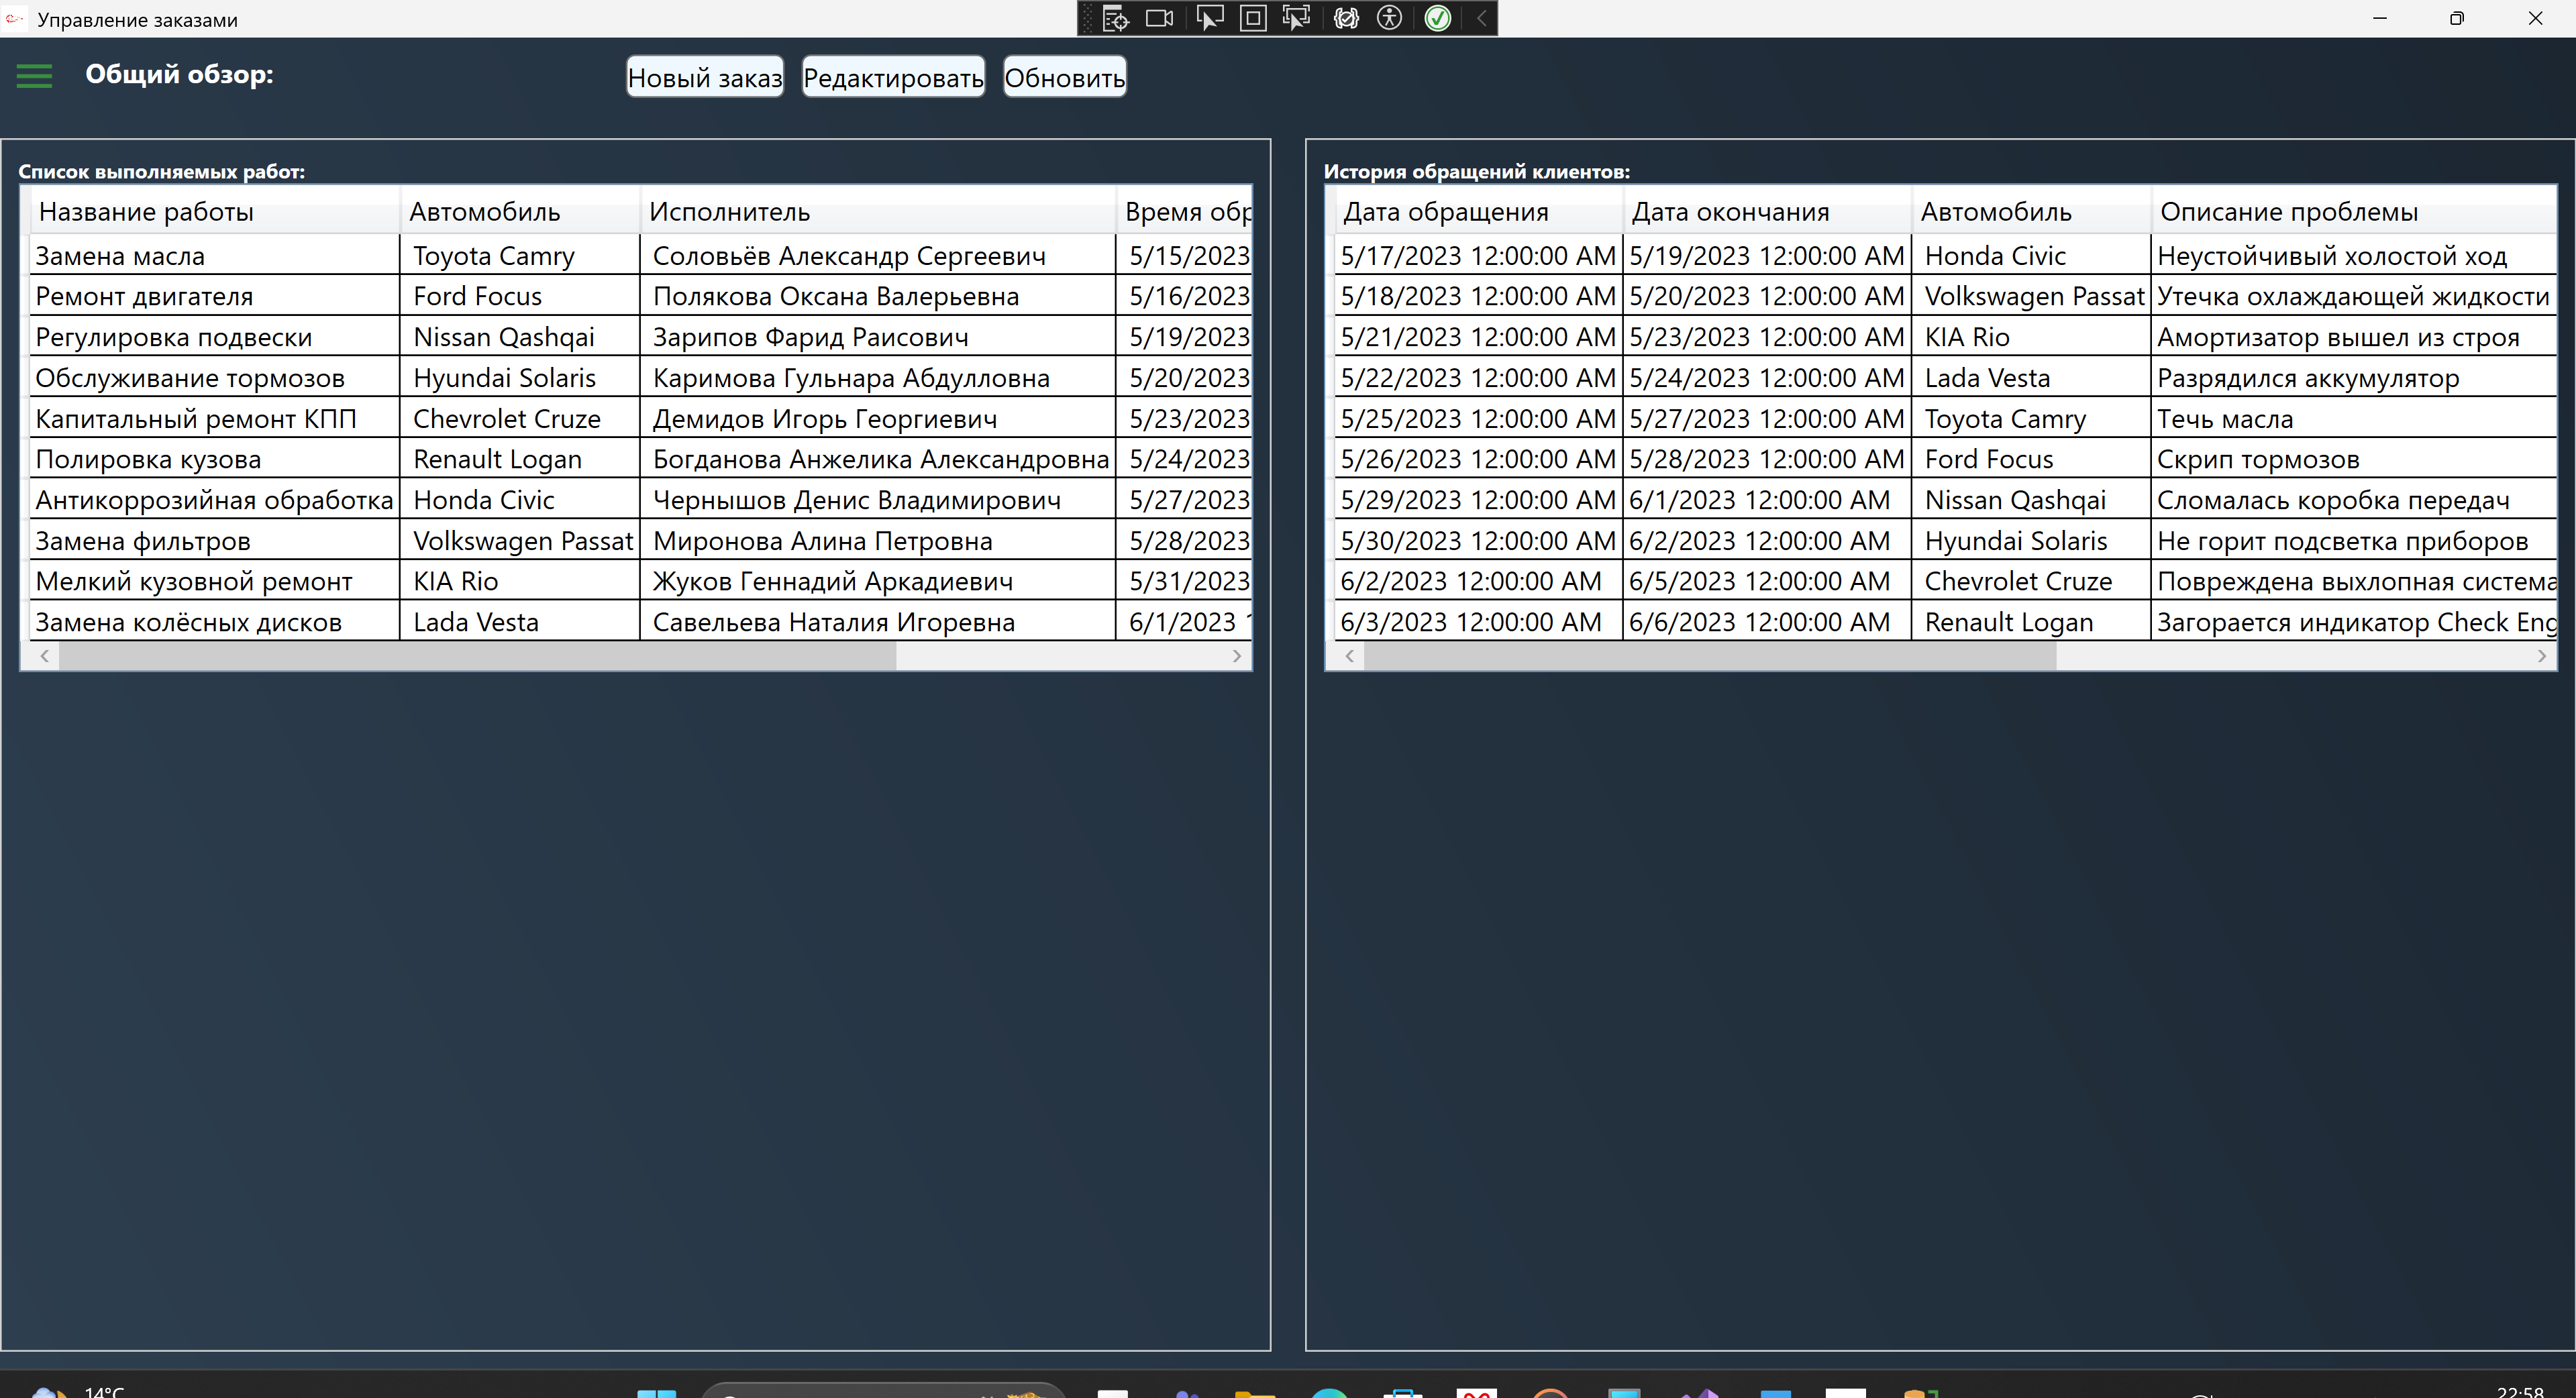 Управление заказами
Общий обзор:
Новый заказ Редактировать Обновить
Список выполняемых работ:
Название работы Автомобиль Исполнитель Время обр
Замена масла Toyota Camry Соловьёв Александр Сергеевич 5/15/2023
Ремонт двигателя Ford Focus Полякова Оксана Валерьевна 5/16/2023
Регулировка подвески Nissan Qashqai Зарипов Фарид Раисович 5/19/2023
Обслуживание тормозов Hyundai Solaris Каримова Гульнара Абдулловна 5/20/2023
Капитальный ремонт КПП Chevrolet Cruze Демидов Игорь Георгиевич 5/23/2023
Полировка кузова Renault Logan Богданова Анжелика Александровна 5/24/2023
Антикоррозийная обработка Honda Civic Чернышов Денис Владимирович 5/27/2023
Замена фильтров Volkswagen Passat Миронова Алина Петровна 5/28/2023
Мелкий кузовной ремонт KIA Rio Жуков Геннадий Аркадиевич 5/31/2023
Замена колёсных дисков Lada Vesta Савельева Наталия Игоревна 6/1/2023
История обращений клиентов:
Дата обращения Дата окончания Автомобиль Описание проблемы
5/17/2023 12:00:00 AM 5/19/2023 12:00:00 AM Honda Civic Неустойчивый холостой ход
5/18/2023 12:00:00 AM 5/20/2023 12:00:00 AM Volkswagen Passat Утечка охлаждающей жидкости
5/21/2023 12:00:00 AM 5/23/2023 12:00:00 AM KIA Rio Амортизатор вышел из строя
5/22/2023 12:00:00 AM 5/24/2023 12:00:00 AM Lada Vesta Разрядился аккумулятор
5/25/2023 12:00:00 AM 5/27/2023 12:00:00 AM Toyota Camry Течь масла
5/26/2023 12:00:00 AM 5/28/2023 12:00:00 AM Ford Focus Скрип тормозов
5/29/2023 12:00:00 AM 6/1/2023 12:00:00 AM Nissan Qashqai Сломалась коробка передач
5/30/2023 12:00:00 AM 6/2/2023 12:00:00 AM Hyundai Solaris Не горит подсветка приборов
6/2/2023 12:00:00 AM 6/5/2023 12:00:00 AM Chevrolet Cruze Повреждена выхлопная система
6/3/2023 12:00:00 AM 6/6/2023 12:00:00 AM Renault Logan Загорается индикатор Check Eng
14°C
22:58